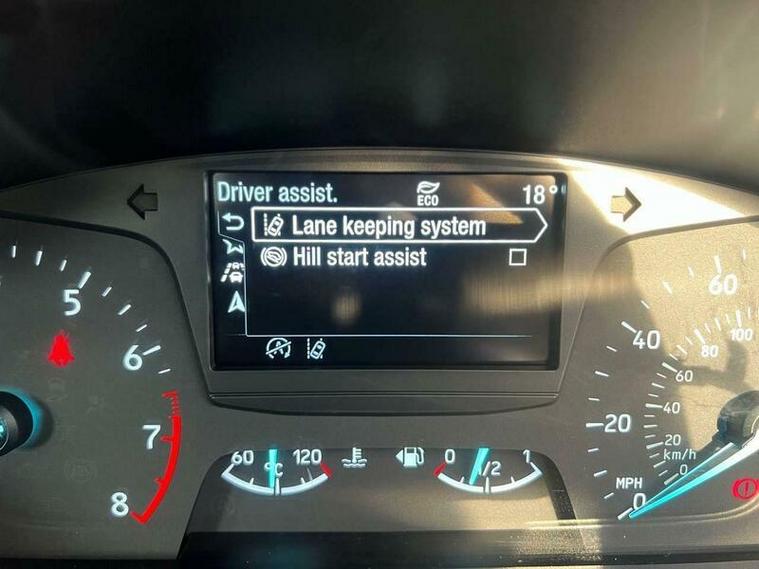 Driver assist.
ECO
18°
Lane keeping system
Hill start assist
5
6
7
8
60
120
°C
0
1/2
1
60
40
20
MPH
0
100
80
60
40
20
km/h
0